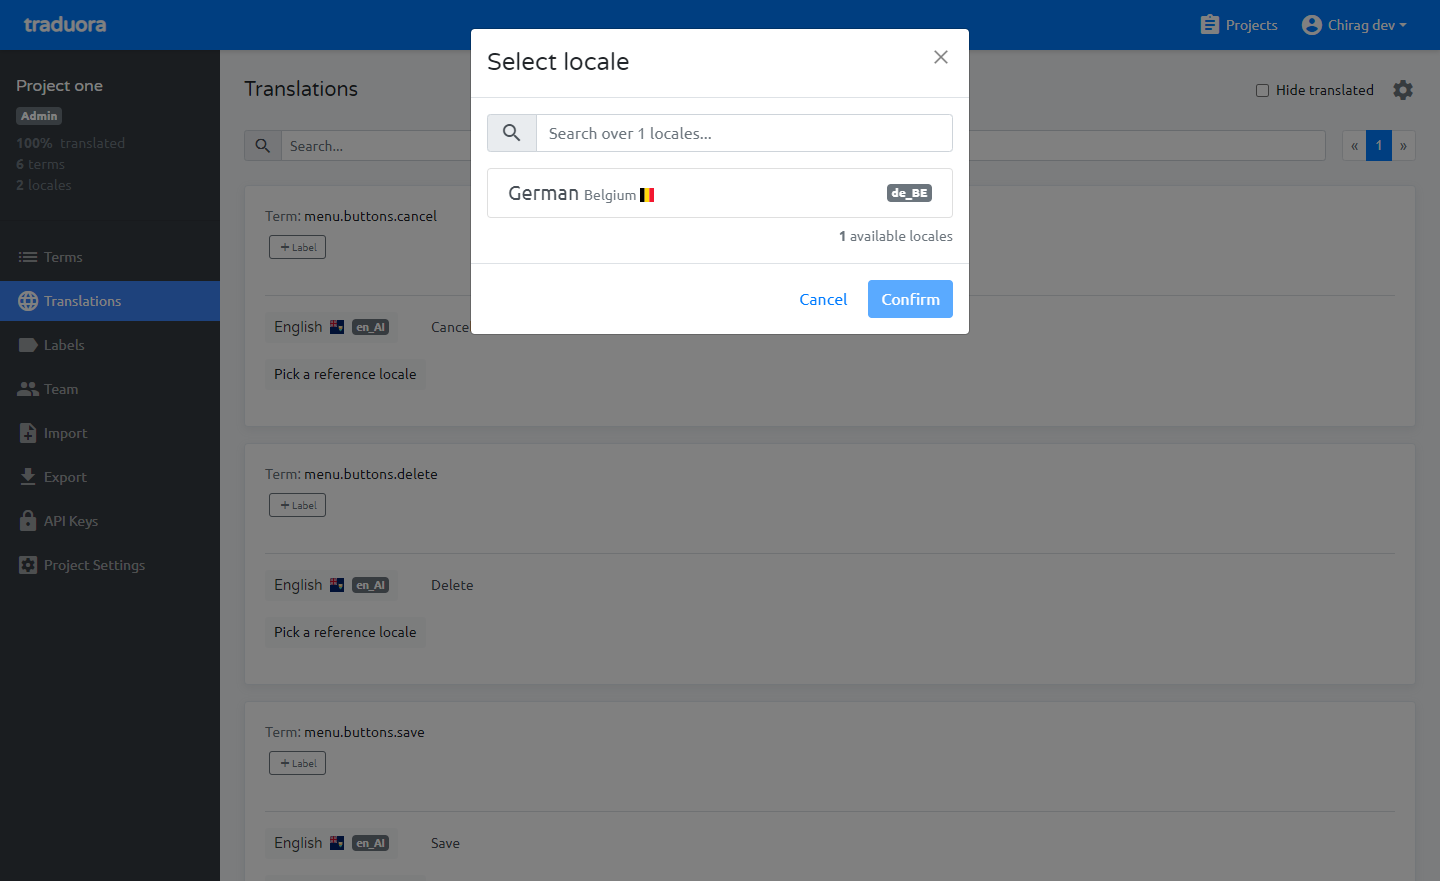 traduora
Projects
Chirag dev
Project one
Admin
100% translated
6 terms
2 locales
Terms
Translations
Labels
Team
Import
Export
API Keys
Project Settings
Translations
Hide translated
Search...
« 1 »
Term: menu.buttons.cancel
+ Label
English en_AI
Cance
Pick a reference locale
Term: menu.buttons.delete
+ Label
English en_AI Delete
Pick a reference locale
Term: menu.buttons.save
+ Label
English en_AI Save
Select locale
×
Search over 1 locales...
German Belgium de_BE
1 available locales
Cancel Confirm